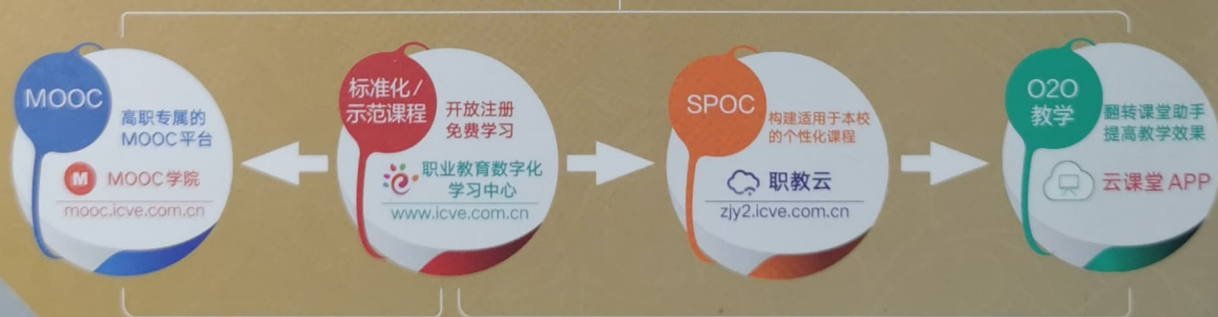 MOOC
高职专属的
MOOC平台
M MOOC学院
mooc.icve.com.cn
标准化/
示范课程
开放注册
免费学习
职业教育数字化
学习中心
www.icve.com.cn
SPOC
构建适用于本校
的个性化课程
职教云
zjy2.icve.com.cn
O2O
教学
翻转课堂助手
提高教学效果
云课堂APP